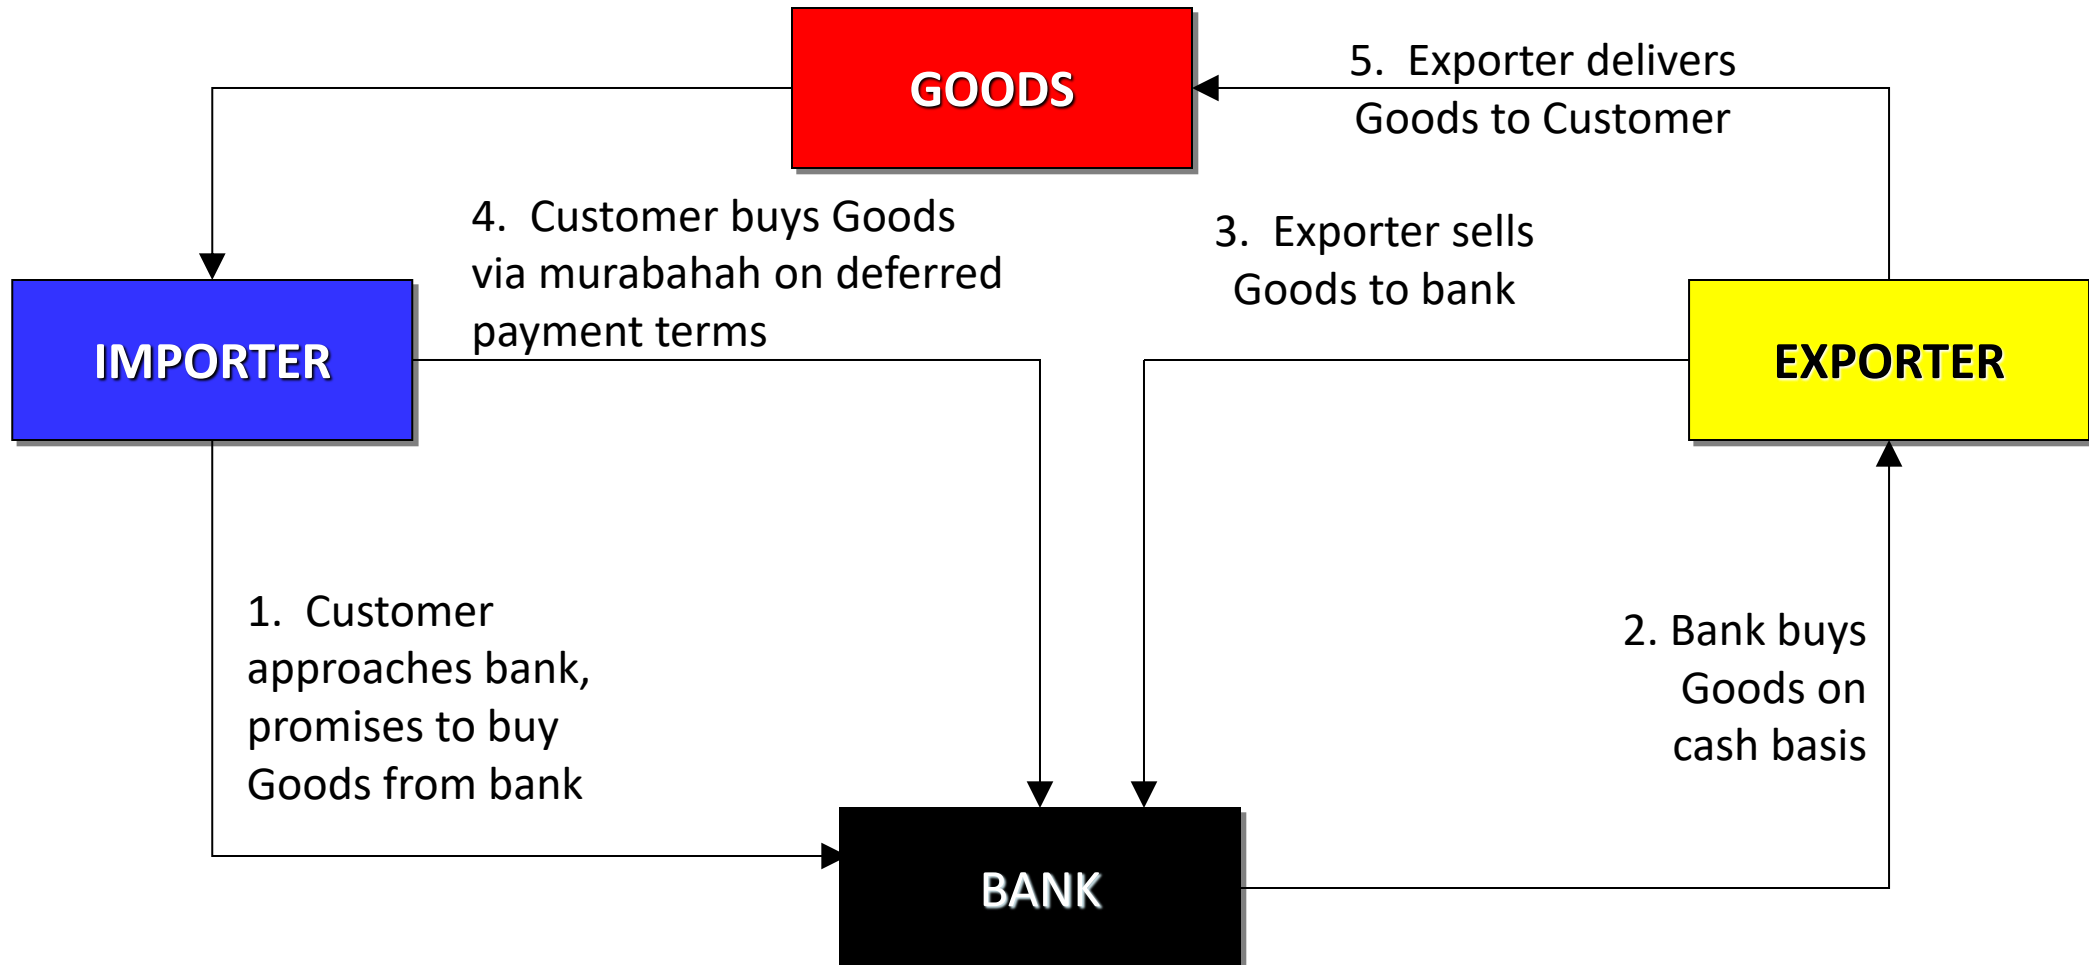 GOODS
5. Exporter delivers
Goods to Customer
4. Customer buys Goods
via murabahah on deferred
payment terms
3. Exporter sells
Goods to bank
IMPORTER
EXPORTER
1. Customer
approaches bank,
promises to buy
Goods from bank
2. Bank buys
Goods on
cash basis
BANK